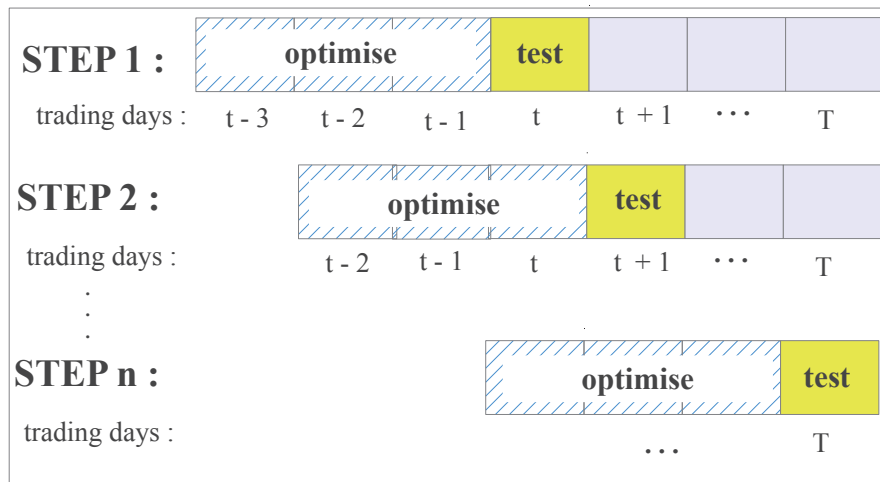 STEP 1 : optimise test
trading days : t - 3 t - 2 t - 1 t t + 1 ... T
STEP 2 : optimise test
trading days : t - 2 t - 1 t t + 1 ... T
.
.
.
STEP n : optimise test
trading days : ... T